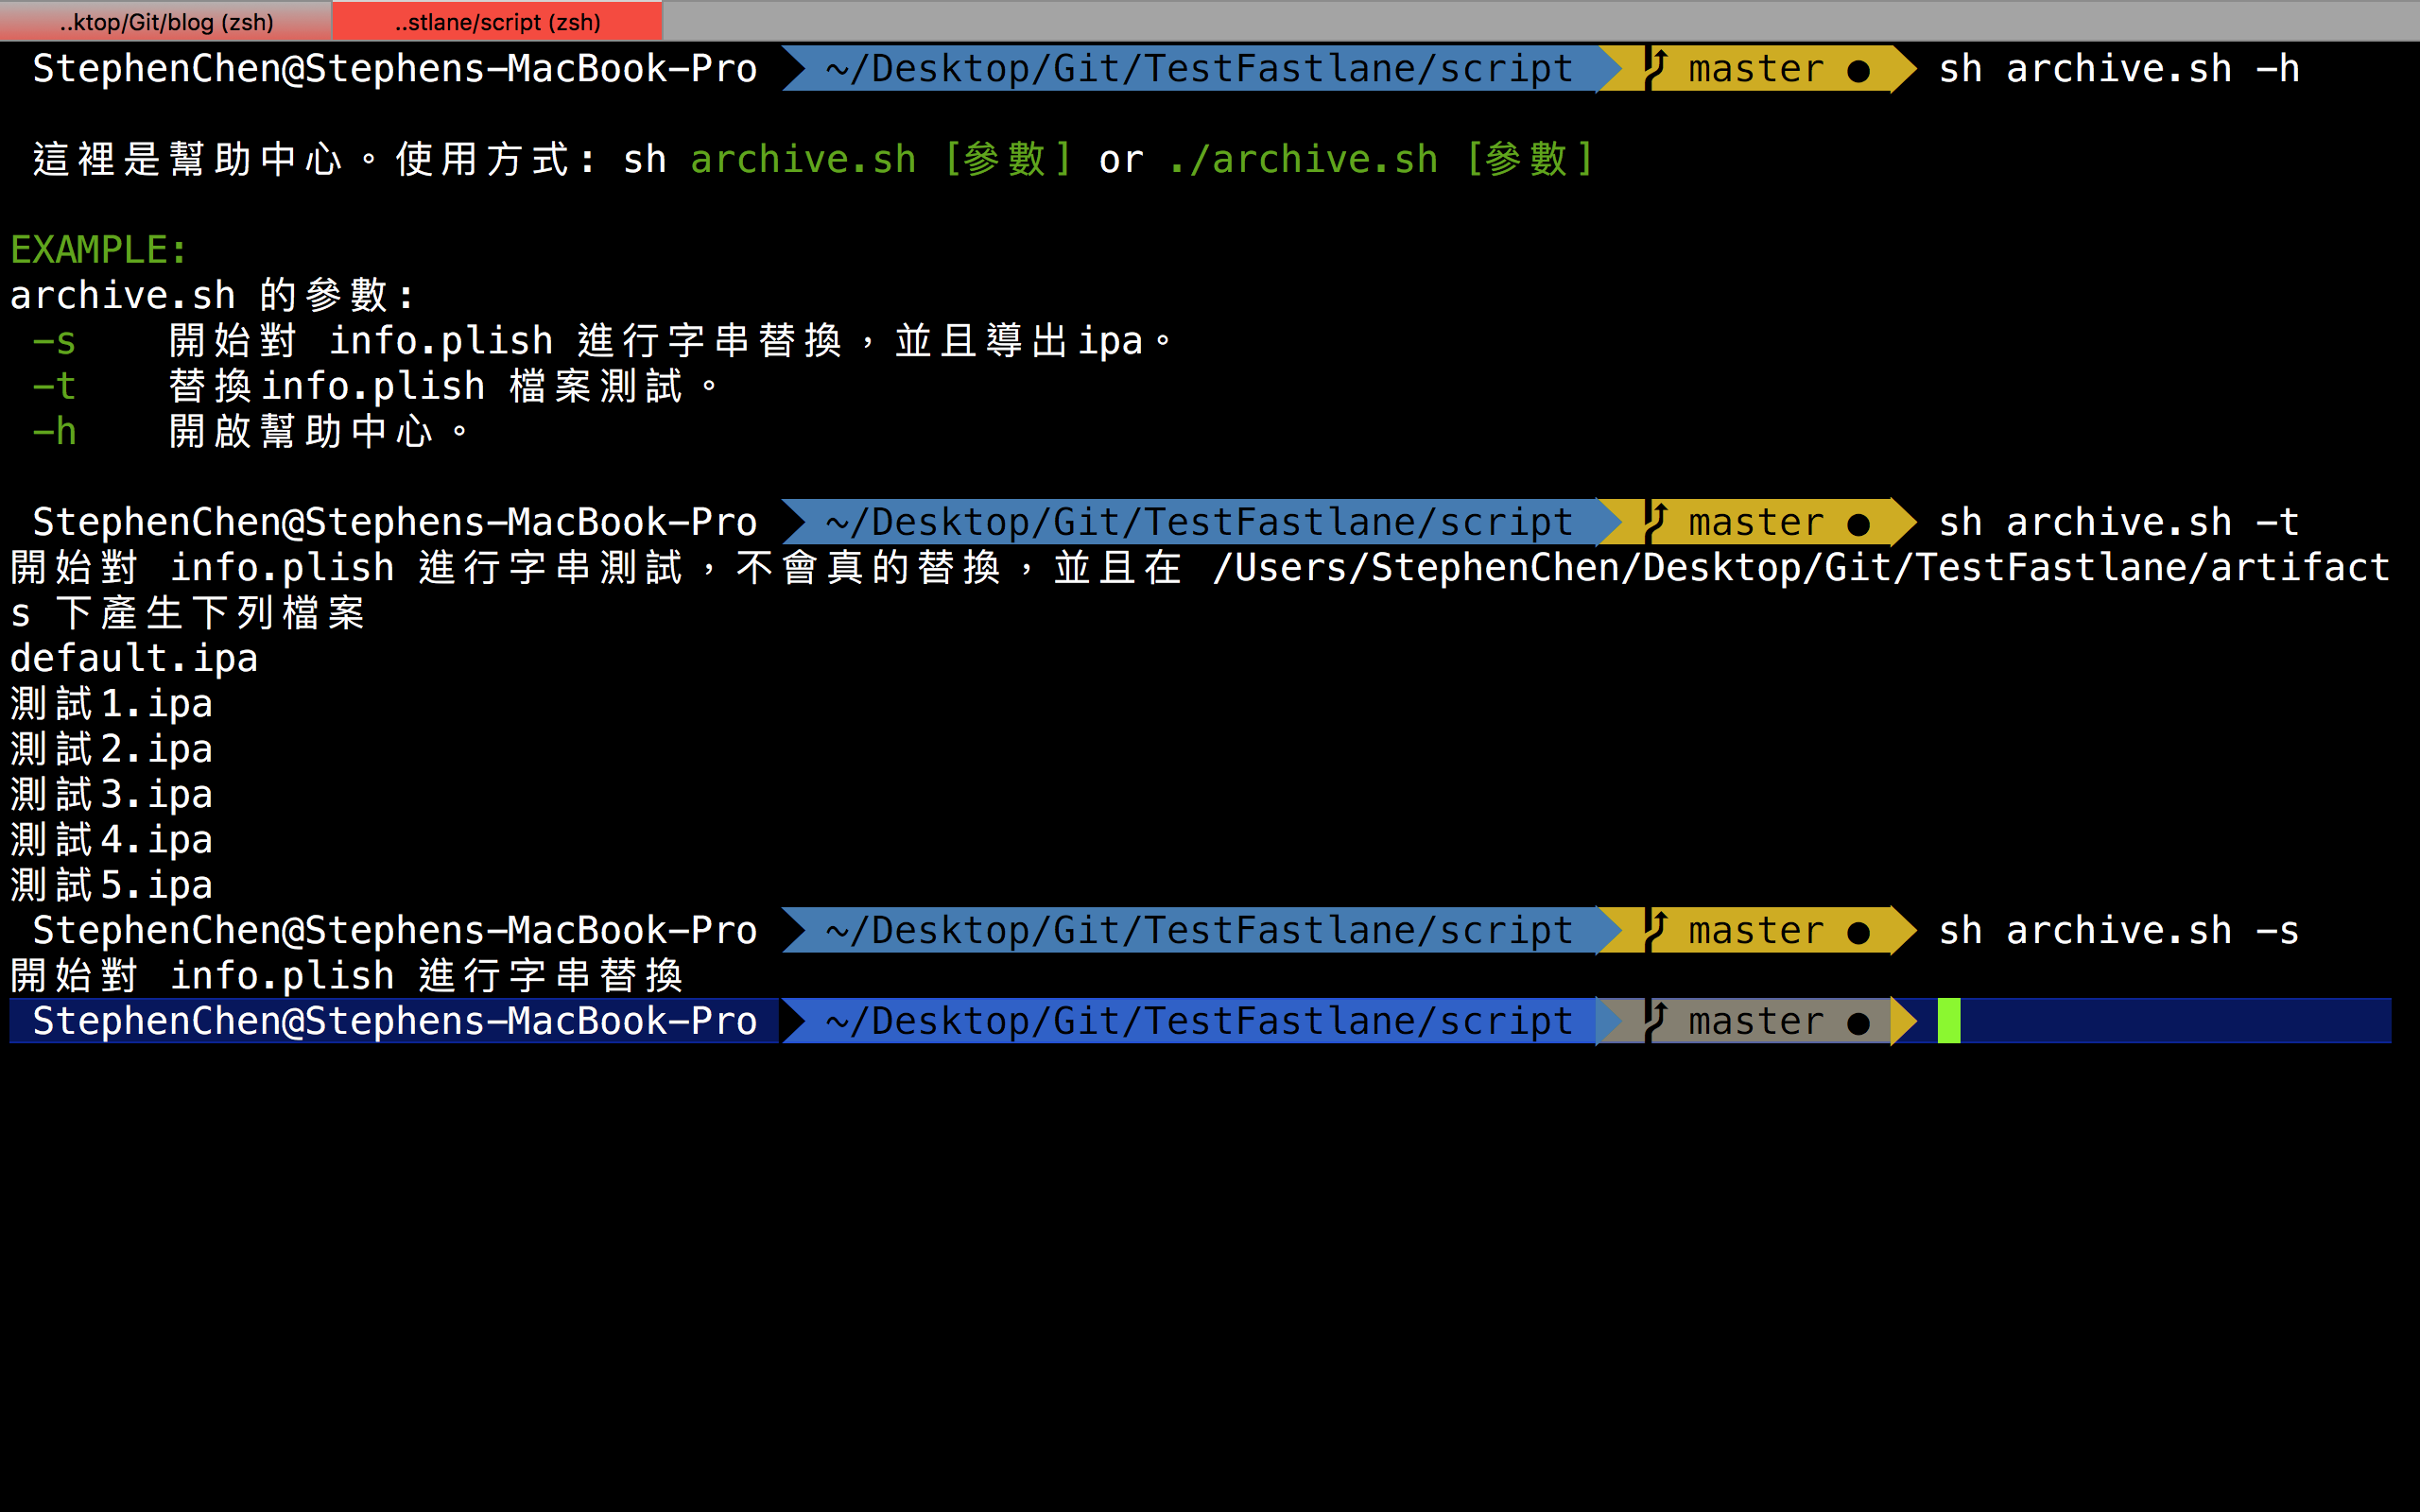 ..ktop/Git/blog (zsh)
..stlane/script (zsh)
StephenChen@Stephens-MacBook-Pro ~/Desktop/Git/TestFastlane/script master ● sh archive.sh -h
這裡是幫助中心。使用方式: sh archive.sh [參數] or ./archive.sh [參數]
EXAMPLE:
archive.sh 的參數:
-s 開始對 info.plish 進行字串替換，並且導出ipa。
-t 替換info.plish 檔案測試。
-h 開啟幫助中心。
StephenChen@Stephens-MacBook-Pro ~/Desktop/Git/TestFastlane/script master ● sh archive.sh -t
開始對 info.plish 進行字串測試，不會真的替換，並且在 /Users/StephenChen/Desktop/Git/TestFastlane/artifact
s 下產生下列檔案
default.ipa
測試1.ipa
測試2.ipa
測試3.ipa
測試4.ipa
測試5.ipa
StephenChen@Stephens-MacBook-Pro ~/Desktop/Git/TestFastlane/script master ● sh archive.sh -s
開始對 info.plish 進行字串替換
StephenChen@Stephens-MacBook-Pro ~/Desktop/Git/TestFastlane/script master ●